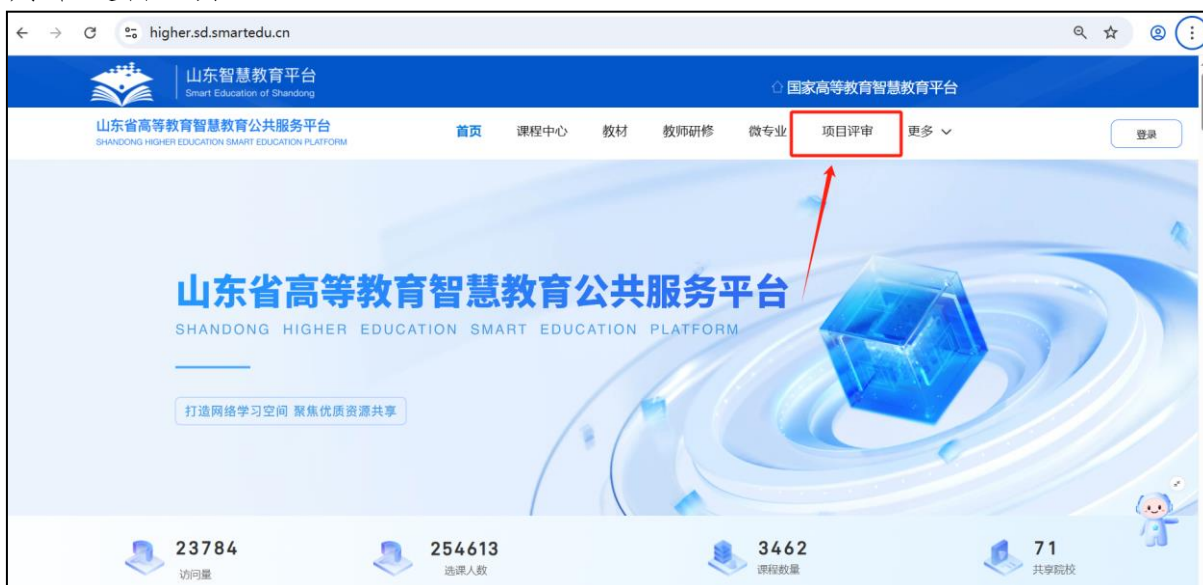 higher.sd.smartedu.cn
山东智慧教育平台
Smart Education of Shandong
国家高等教育智慧教育平台
山东省高等教育智慧教育公共服务平台
SHANDONG HIGHER EDUCATION SMART EDUCATION PLATFORM
首页 课程中心 教材 教师研修 微专业 项目评审 更多
登录
山东省高等教育智慧教育公共服务平台
SHANDONG HIGHER EDUCATION SMART EDUCATION PLATFORM
打造网络学习空间 聚焦优质资源共享
23784 254613 3462 71
访问量 选课人数 课程数量 共享院校